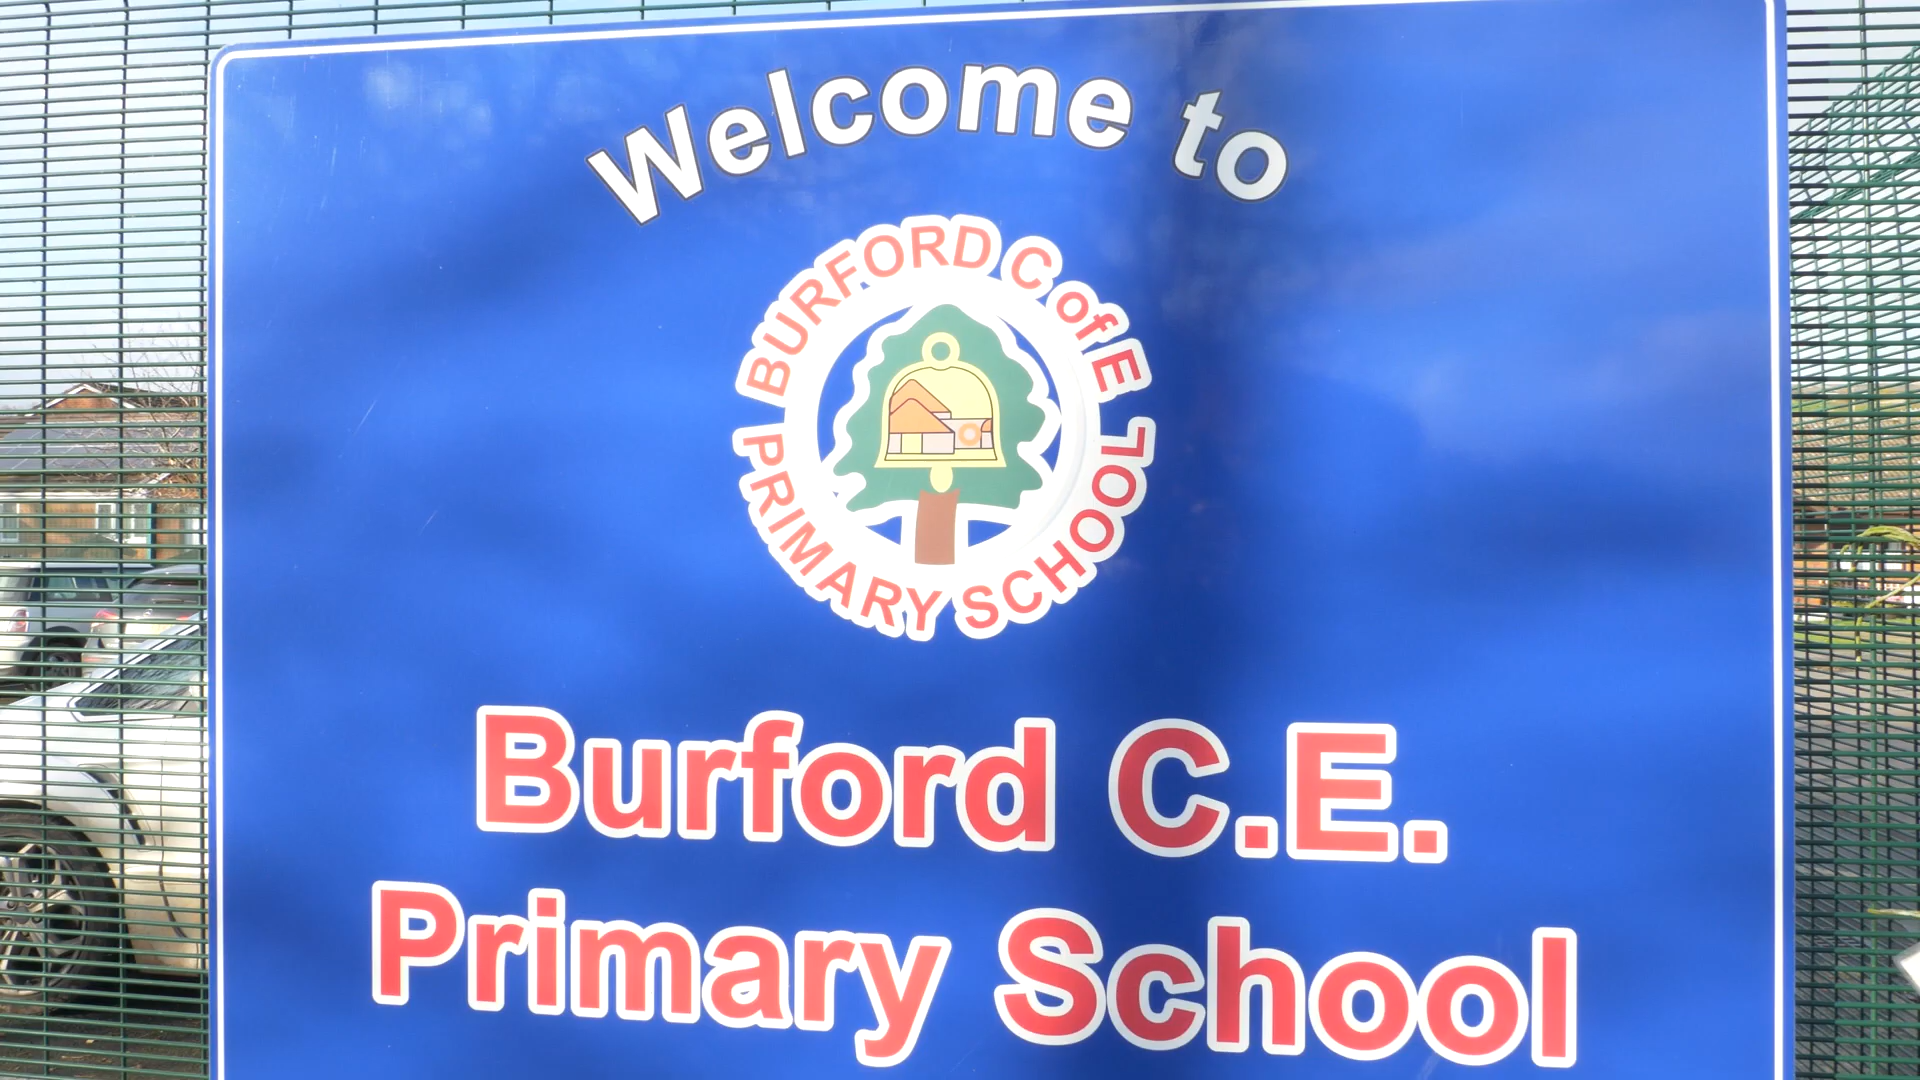 Welcome to
BURFORD C of E
PRIMARY SCHOOL
Burford C.E.
Primary School